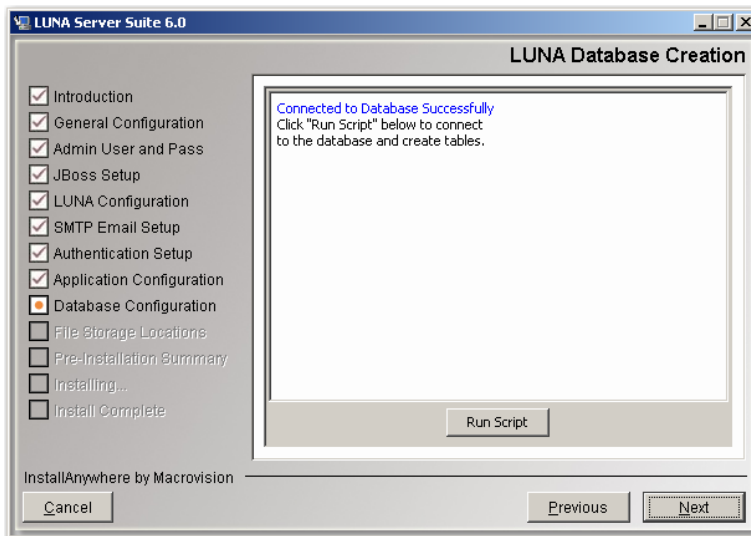 LUNA Server Suite 6.0
LUNA Database Creation
Introduction
General Configuration
Admin User and Pass
JBoss Setup
LUNA Configuration
SMTP Email Setup
Authentication Setup
Application Configuration
Database Configuration
File Storage Locations
Pre-Installation Summary
Installing...
Install Complete
Connected to Database Successfully
Click "Run Script" below to connect
to the database and create tables.
Run Script
InstallAnywhere by Macrovision
Cancel
Previous
Next